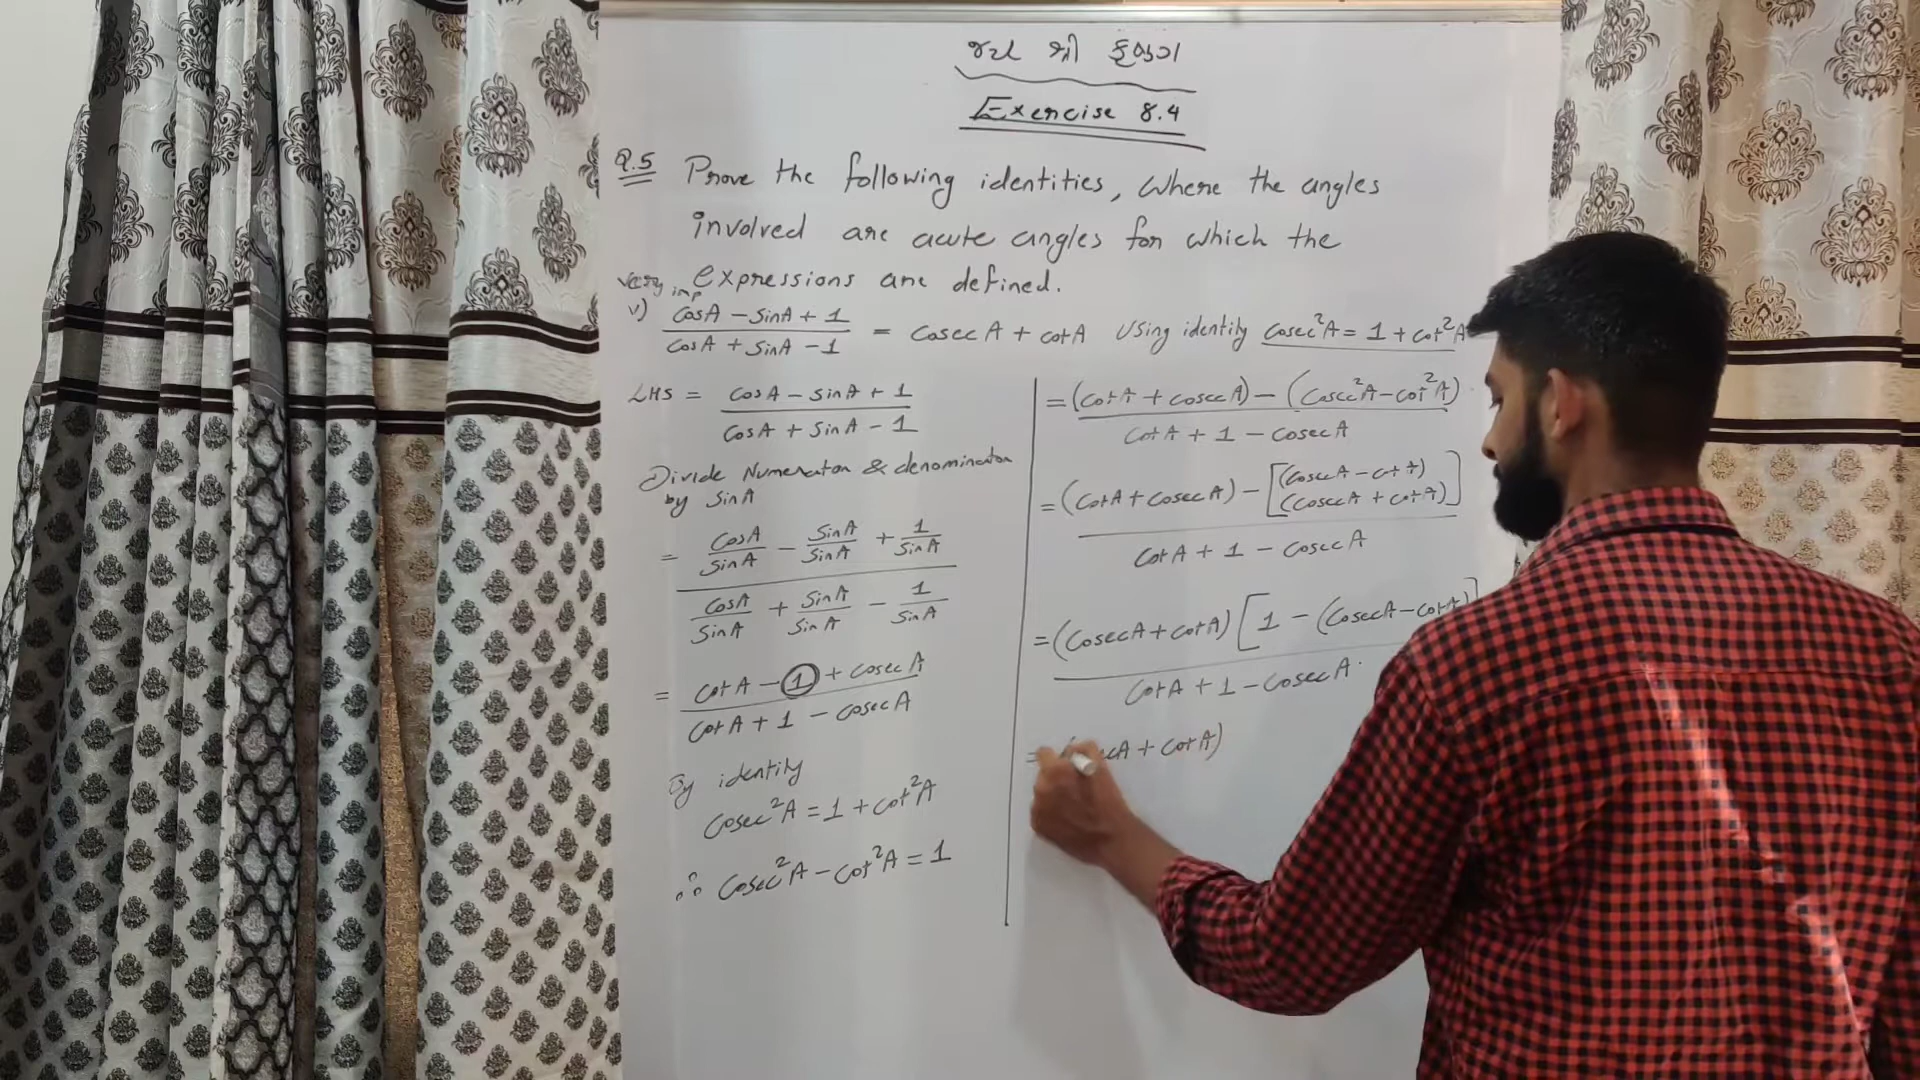 જય શ્રી કૃષ્ણ
Exercise 8.4
Q.5 Prove the following identities, where the angles
involved are acute angles for which the
very imp expressions are defined.
v) (cosA - sinA + 1) / (cosA + sinA - 1) = cosecA + cotA Using identity cosec²A = 1 + cot²A
LHS = (cosA - sinA + 1) / (cosA + sinA - 1)
Divide Numerator & denominator
by sinA
= (cosA/sinA - sinA/sinA + 1/sinA) / (cosA/sinA + sinA/sinA - 1/sinA)
= (cotA - 1 + cosecA) / (cotA + 1 - cosecA)
By identity
cosec²A = 1 + cot²A
∴ cosec²A - cot²A = 1
= (cotA + cosecA) - (cosec²A - cot²A) / cotA + 1 - cosecA
= (cotA + cosecA) - [(cosecA - cotA) (cosecA + cotA)] / cotA + 1 - cosecA
= (cosecA + cotA) [1 - (cosecA - cotA)] / cotA + 1 - cosecA
= + cotA)